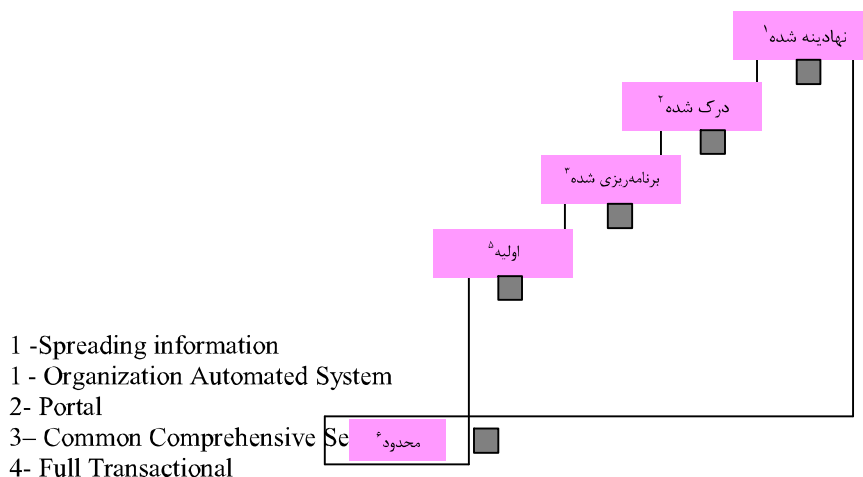 نهادینه شده۱
درک شده۲
برنامه‌ریزی شده۳
اولیه۵
1 -Spreading information
1 - Organization Automated System
2- Portal
3– Common Comprehensive Se
محدود۶
4- Full Transactional